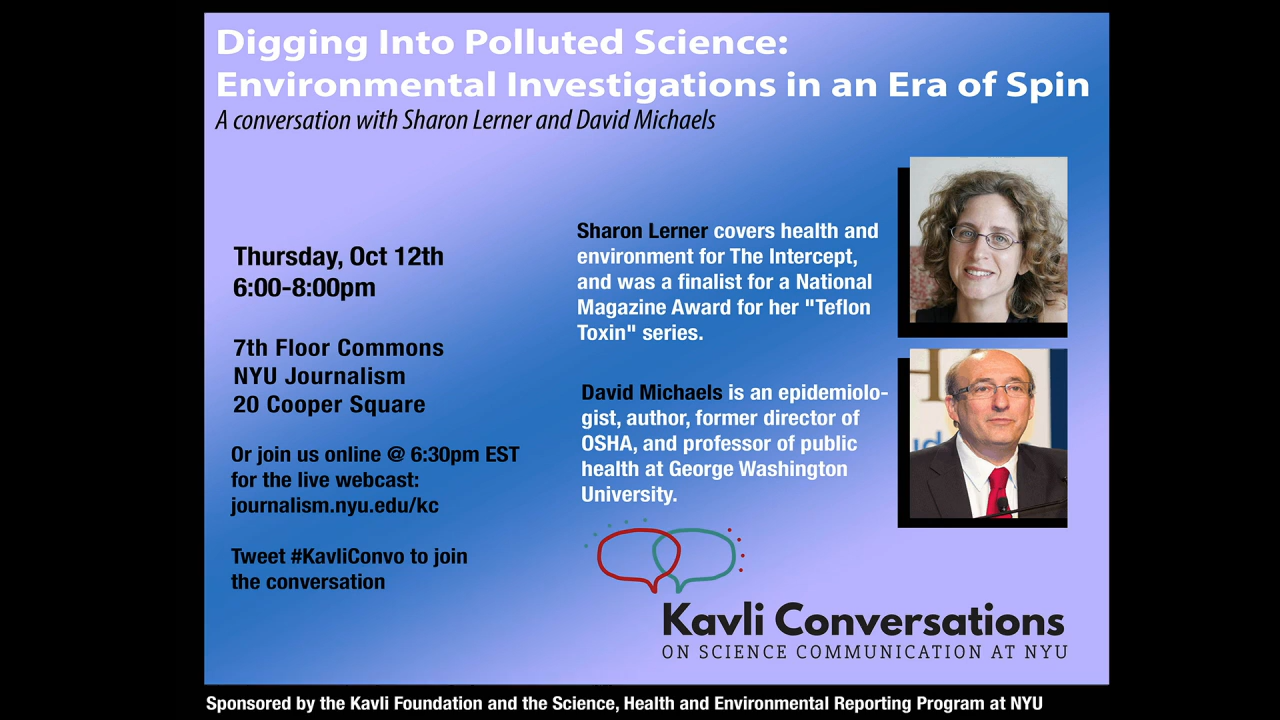 Digging Into Polluted Science:
Environmental Investigations in an Era of Spin
A conversation with Sharon Lerner and David Michaels
Thursday, Oct 12th
6:00-8:00pm
7th Floor Commons
NYU Journalism
20 Cooper Square
Or join us online @ 6:30pm EST
for the live webcast:
journalism.nyu.edu/kc
Tweet #KavliConvo to join
the conversation
Sharon Lerner covers health and
environment for The Intercept,
and was a finalist for a National
Magazine Award for her "Teflon
Toxin" series.
David Michaels is an epidemiolo-
gist, author, former director of
OSHA, and professor of public
health at George Washington
University.
Kavli Conversations
ON SCIENCE COMMUNICATION AT NYU
Sponsored by the Kavli Foundation and the Science, Health and Environmental Reporting Program at NYU